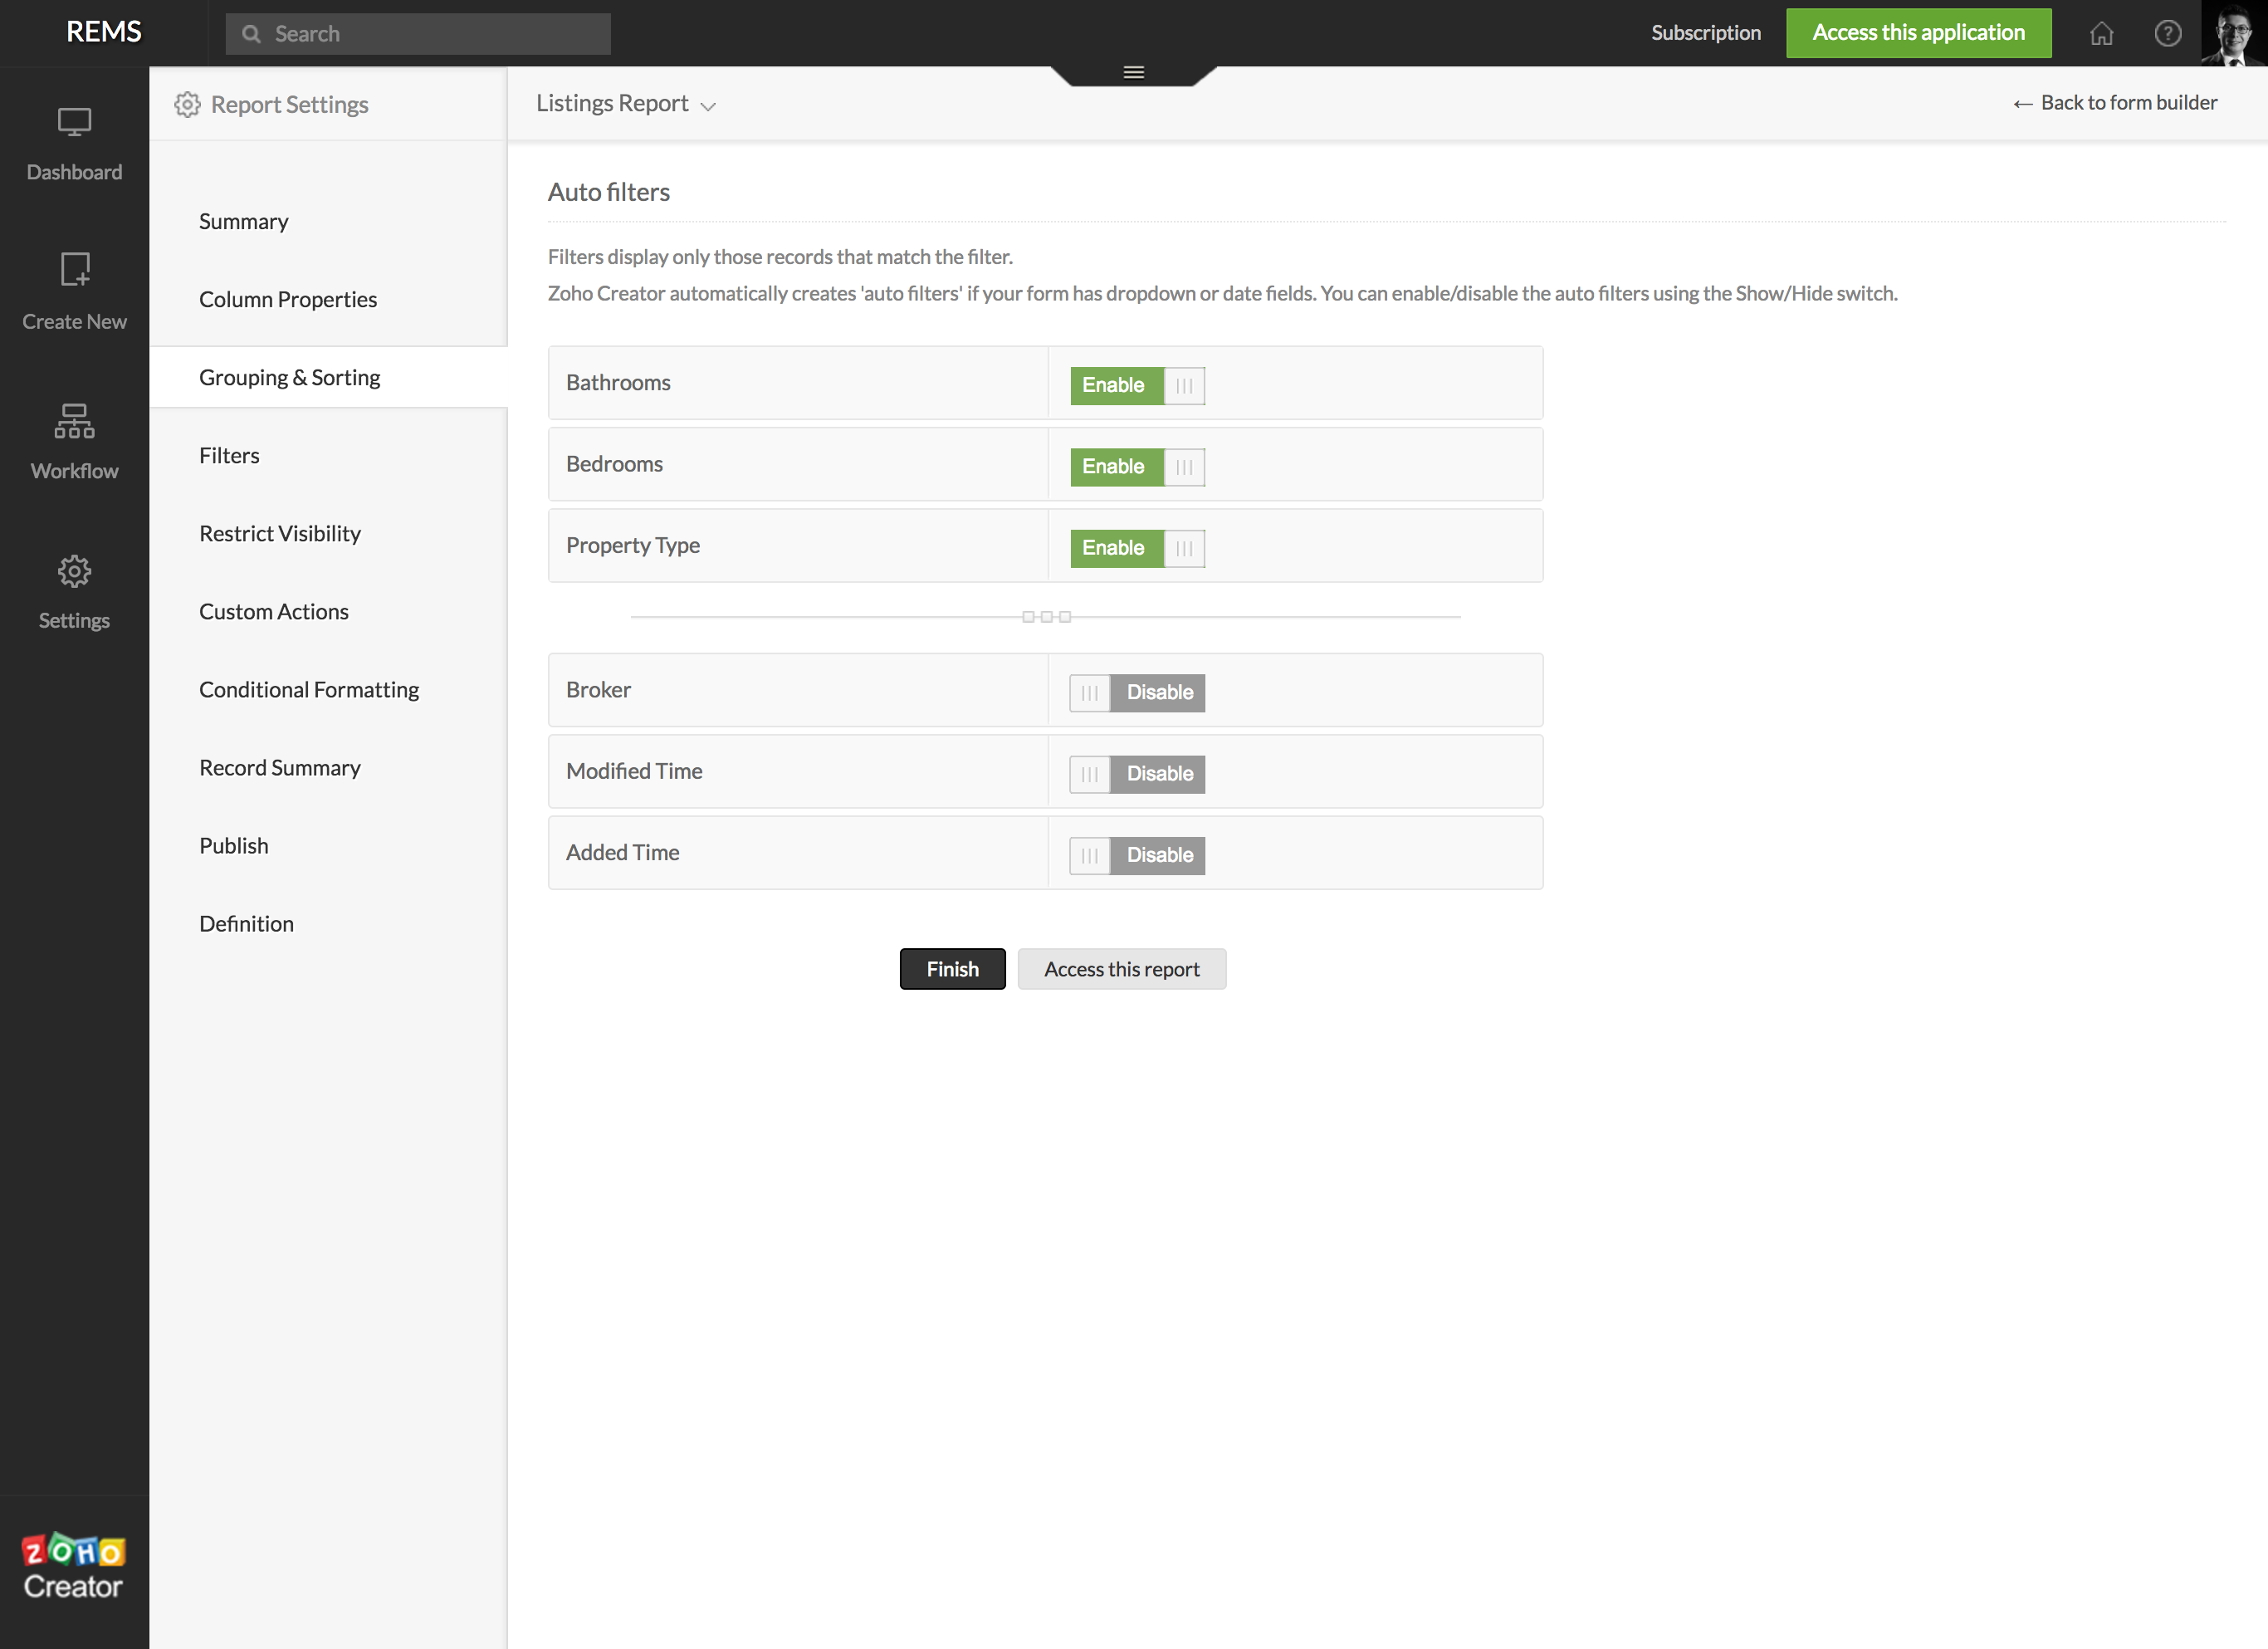 REMS
Search
Subscription
Access this application
?
Dashboard
Create New
Workflow
Settings
Report Settings
Summary
Column Properties
Grouping & Sorting
Filters
Restrict Visibility
Custom Actions
Conditional Formatting
Record Summary
Publish
Definition
Listings Report
← Back to form builder
Auto filters
Filters display only those records that match the filter.
Zoho Creator automatically creates 'auto filters' if your form has dropdown or date fields. You can enable/disable the auto filters using the Show/Hide switch.
Bathrooms Enable
Bedrooms Enable
Property Type Enable
Broker Disable
Modified Time Disable
Added Time Disable
Finish Access this report
ZOHO
Creator